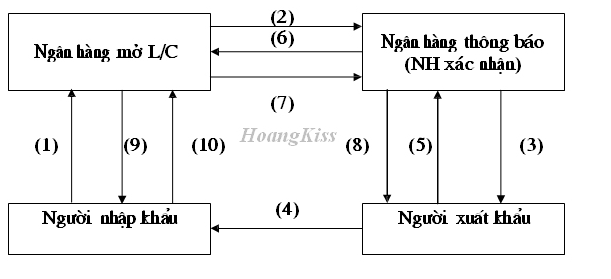 (2)
Ngân hàng mở L/C
(6)
Ngân hàng thông báo
(NH xác nhận)
(7)
HoangKiss
(1)
(9)
(10)
(8)
(5)
(3)
Người nhập khẩu
(4)
Người xuất khẩu